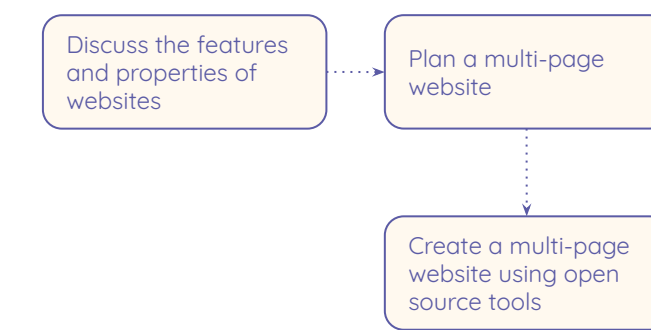 Discuss the features
and properties of
websites
Plan a multi-page
website
Create a multi-page
website using open
source tools